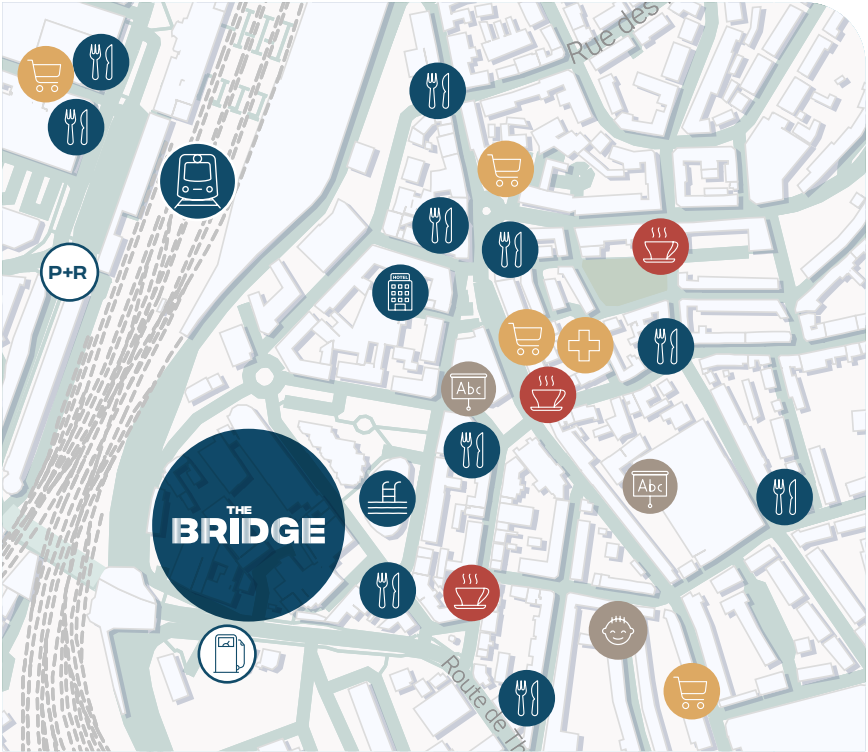 Rue des
P+R
HOTEL
Abc
Abc
THE
BRIDGE
Route de Th